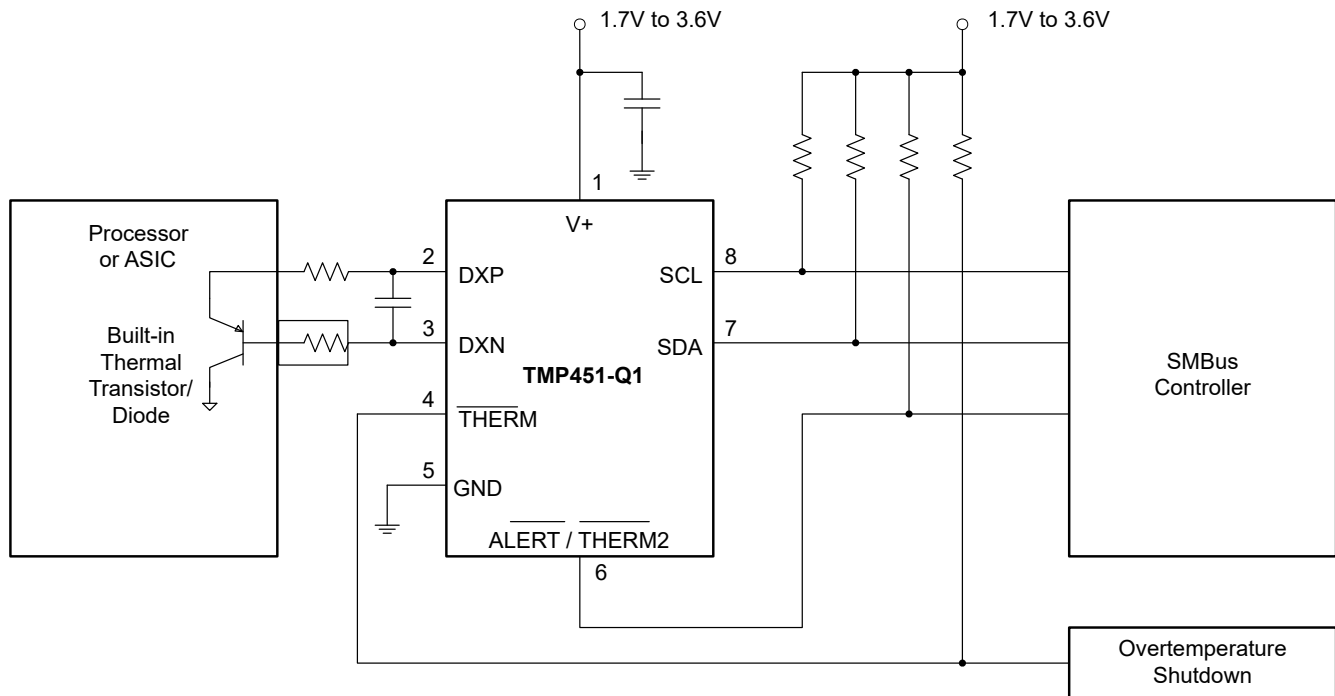 1.7V to 3.6V
1.7V to 3.6V
1
V+
Processor
or ASIC
Built-in
Thermal
Transistor/
Diode
2
DXP
3
DXN
TMP451-Q1
4
THERM
5
GND
ALERT / THERM2
6
8
SCL
7
SDA
SMBus
Controller
Overtemperature
Shutdown